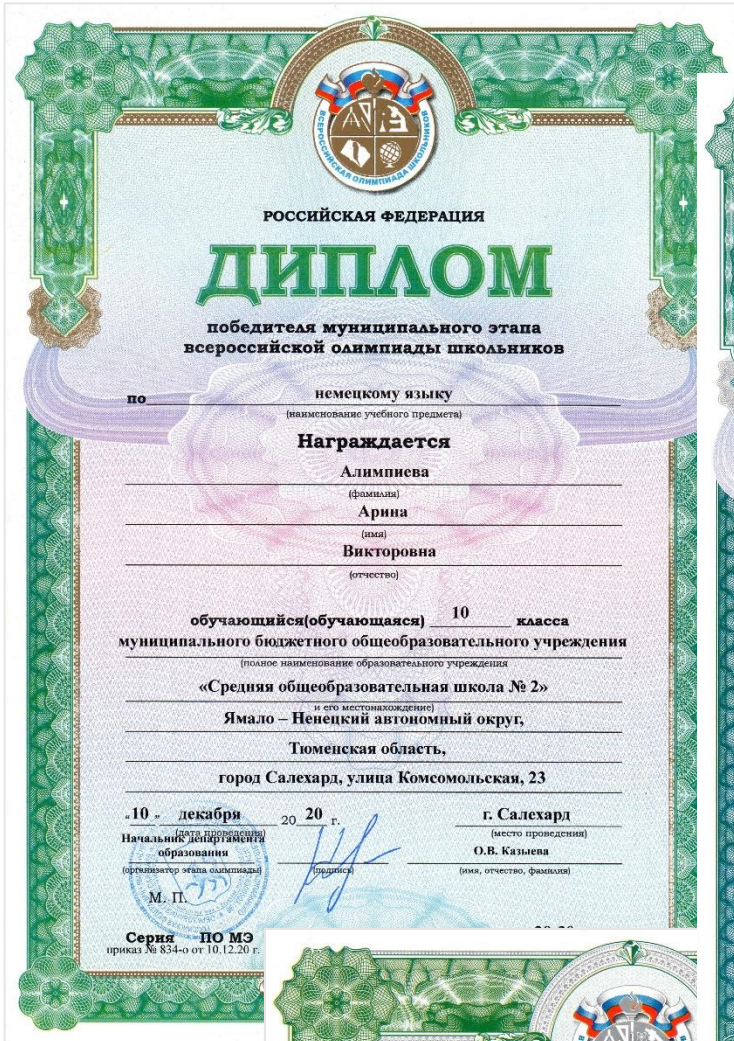 ВСЕРОССИЙСКАЯ ОЛИМПИАДА ШКОЛЬНИКОВ
РОССИЙСКАЯ ФЕДЕРАЦИЯ
ДИПЛОМ
победителя муниципального этапа
всероссийской олимпиады школьников
по немецкому языку
(наименование учебного предмета)
Награждается
Алимпиева
(фамилия)
Арина
(имя)
Викторовна
(отчество)
обучающийся(обучающаяся) 10 класса
муниципального бюджетного общеобразовательного учреждения
(полное наименование образовательного учреждения
«Средняя общеобразовательная школа № 2»
и его местонахождение)
Ямало – Ненецкий автономный округ,
Тюменская область,
город Салехард, улица Комсомольская, 23
„10 „ декабря 20 20 г. г. Салехард
(дата проведения) (место проведения)
Начальник департамента
образования О.В. Казыева
(организатор этапа олимпиады) (подпись) (имя, отчество, фамилия)
М. П.
Серия ПО МЭ
приказ № 834-о от 10.12.20 г.